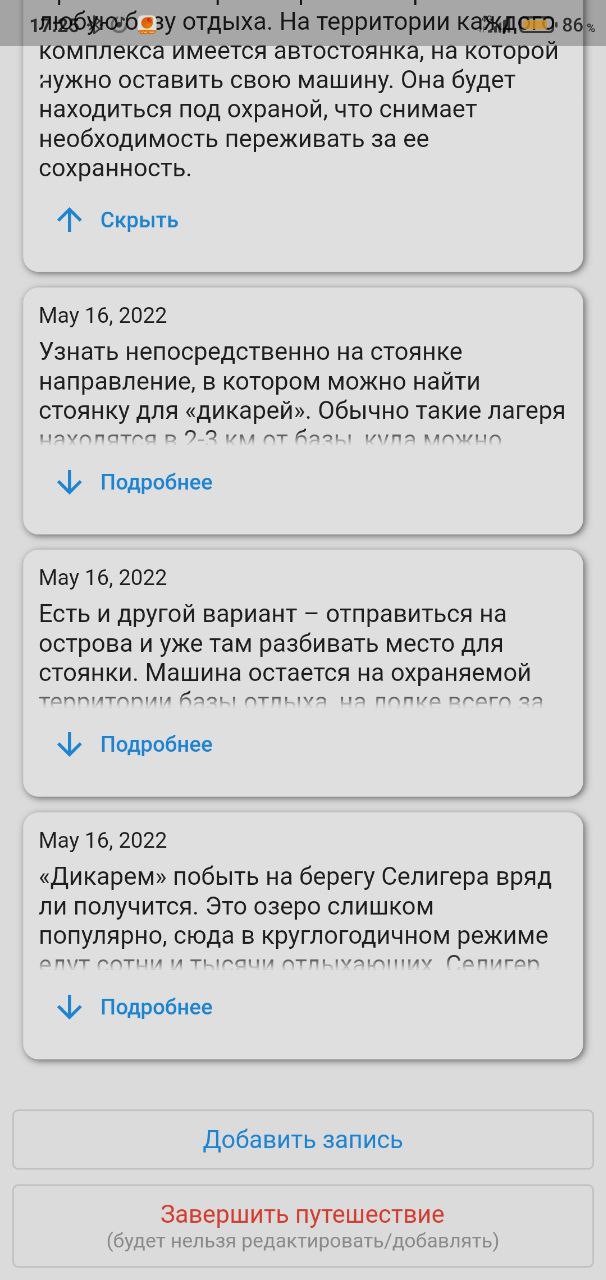 любую базу отдыха. На территории каждого
86%
комплекса имеется автостоянка, на которой
нужно оставить свою машину. Она будет
находиться под охраной, что снимает
необходимость переживать за ее
сохранность.
Скрыть
May 16, 2022
Узнать непосредственно на стоянке
направление, в котором можно найти
стоянку для «дикарей». Обычно такие лагеря
находятся в 2-3 км от базы, куда можно
Подробнее
May 16, 2022
Есть и другой вариант – отправиться на
острова и уже там разбивать место для
стоянки. Машина остается на охраняемой
территории базы отдыха, на лодке всего за
Подробнее
May 16, 2022
«Дикарем» побыть на берегу Селигера вряд
ли получится. Это озеро слишком
популярно, сюда в круглогодичном режиме
едут сотни и тысячи отдыхающих. Селигер
Подробнее
Добавить запись
Завершить путешествие
(будет нельзя редактировать/добавлять)